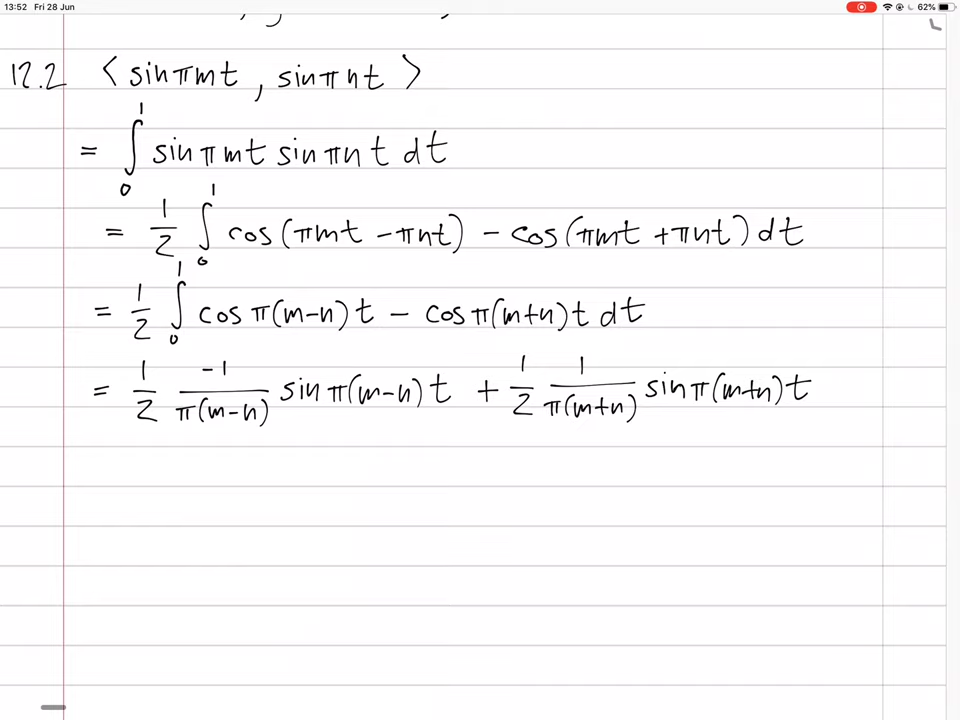 13:52 Fri 28 Jun 62%
12.2 ⟨ sin πmt , sin πnt ⟩
= ∫₀¹ sin πmt sin πn t dt
= 1/2 ∫₀¹ cos (πmt − πnt) − cos (πmt + πnt) dt
= 1/2 ∫₀¹ cos π(m−n) t − cos π(m+n) t dt
= 1/2 −1/π(m−n) sin π(m−n) t + 1/2 1/π(m+n) sin π(m+n) t